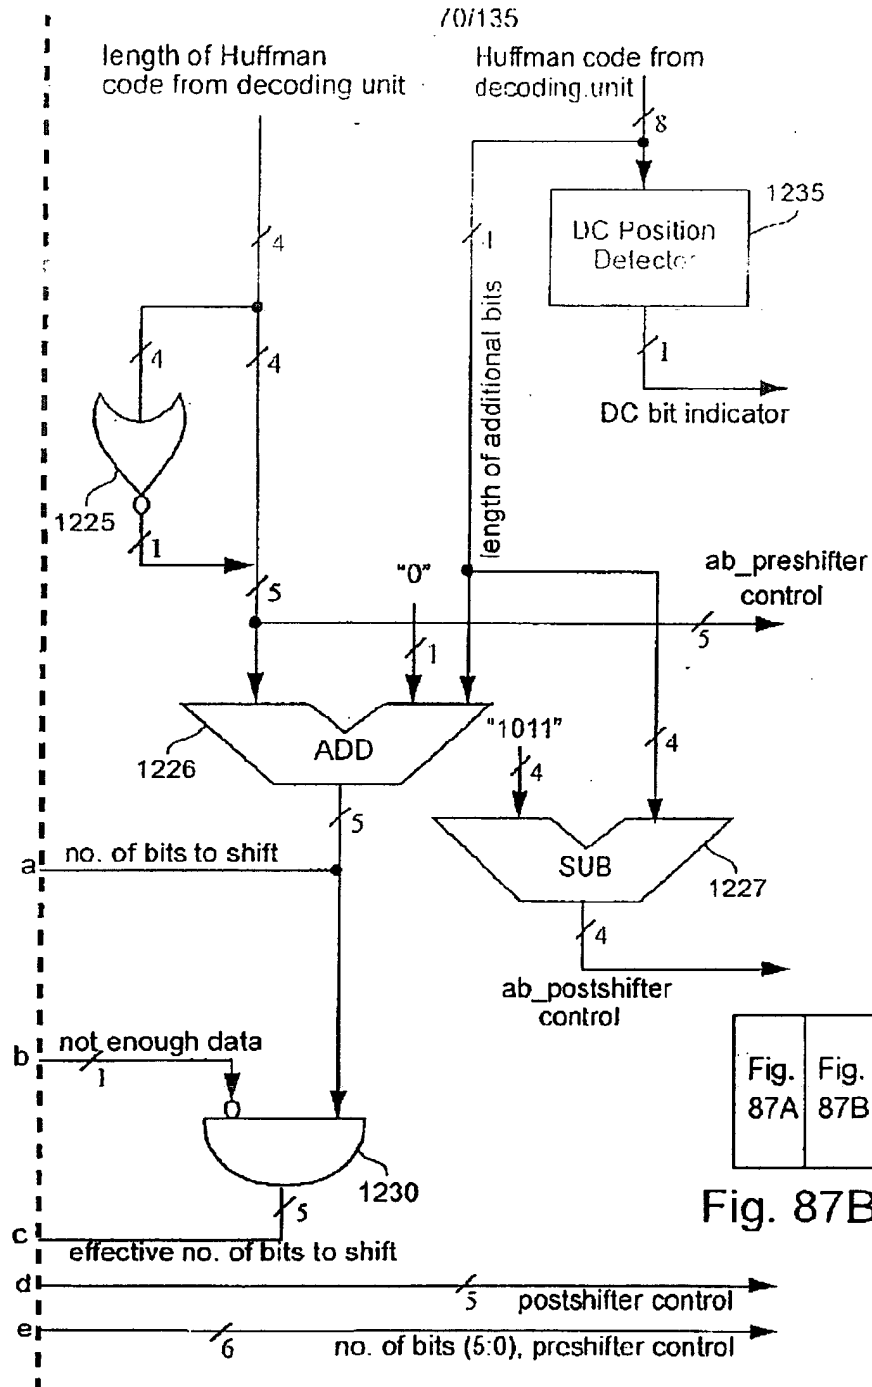 70/135
length of Huffman
code from decoding unit
Huffman code from
decoding unit
8
1235
DC Position
Detector
4
4
length of additional bits
4
4
1
DC bit indicator
1225
1
5
"0"
1
ab_preshifter
control
5
ADD
1226
"1011"
4
4
5
SUB
1227
a
no. of bits to shift
4
ab_postshifter
control
b
not enough data
1
Fig.
87A
Fig.
87B
1230
5
Fig. 87B
c
effective no. of bits to shift
d
5
postshifter control
e
6
no. of bits (5:0), preshifter control